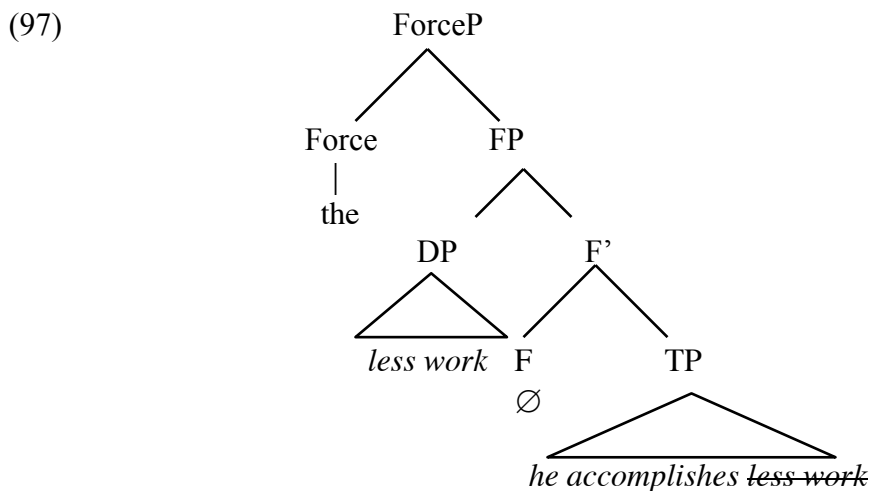 (97) ForceP
Force FP
the
DP F’
less work F TP
∅
he accomplishes less work